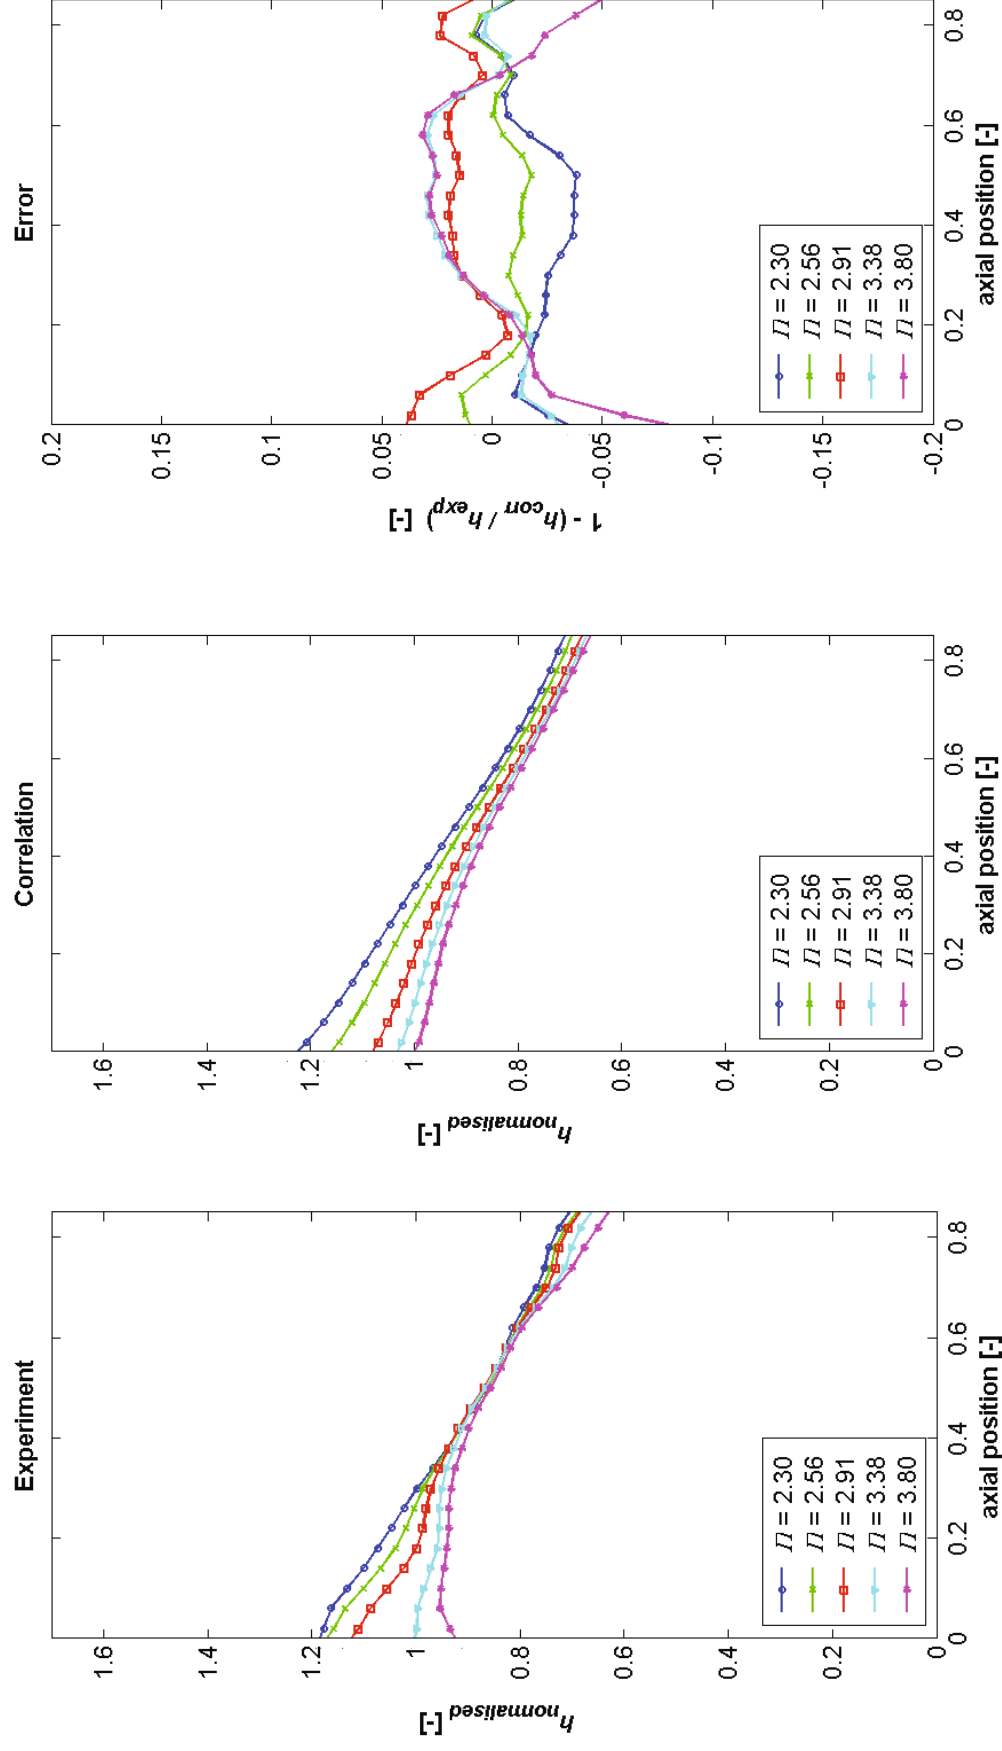 Experiment
h normalised [-]
1.6
1.4
1.2
1
0.8
0.6
0.4
0.2
0
0 0.2 0.4 0.6 0.8
axial position [-]
Π = 2.30
Π = 2.56
Π = 2.91
Π = 3.38
Π = 3.80
Correlation
h normalised [-]
1.6
1.4
1.2
1
0.8
0.6
0.4
0.2
0
0 0.2 0.4 0.6 0.8
axial position [-]
Π = 2.30
Π = 2.56
Π = 2.91
Π = 3.38
Π = 3.80
Error
1 - (h corr / h exp) [-]
0.2
0.15
0.1
0.05
0
-0.05
-0.1
-0.15
-0.2
0 0.2 0.4 0.6 0.8
axial position [-]
Π = 2.30
Π = 2.56
Π = 2.91
Π = 3.38
Π = 3.80